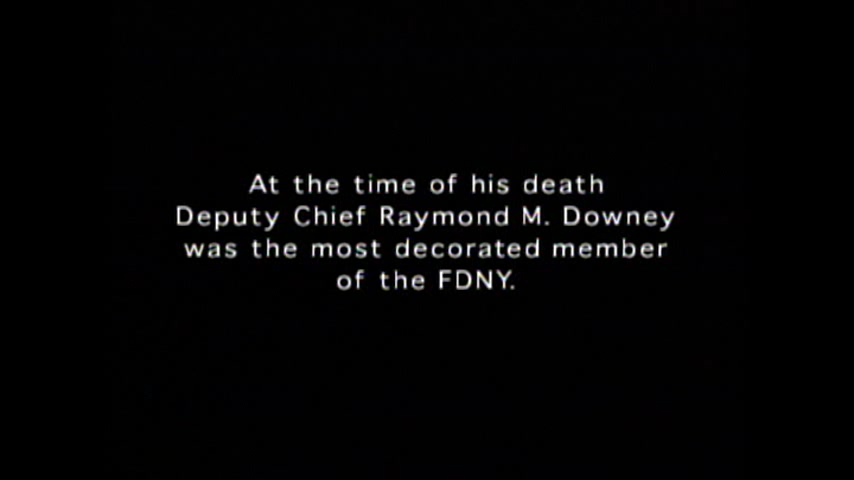 At the time of his death
Deputy Chief Raymond M. Downey
was the most decorated member
of the FDNY.